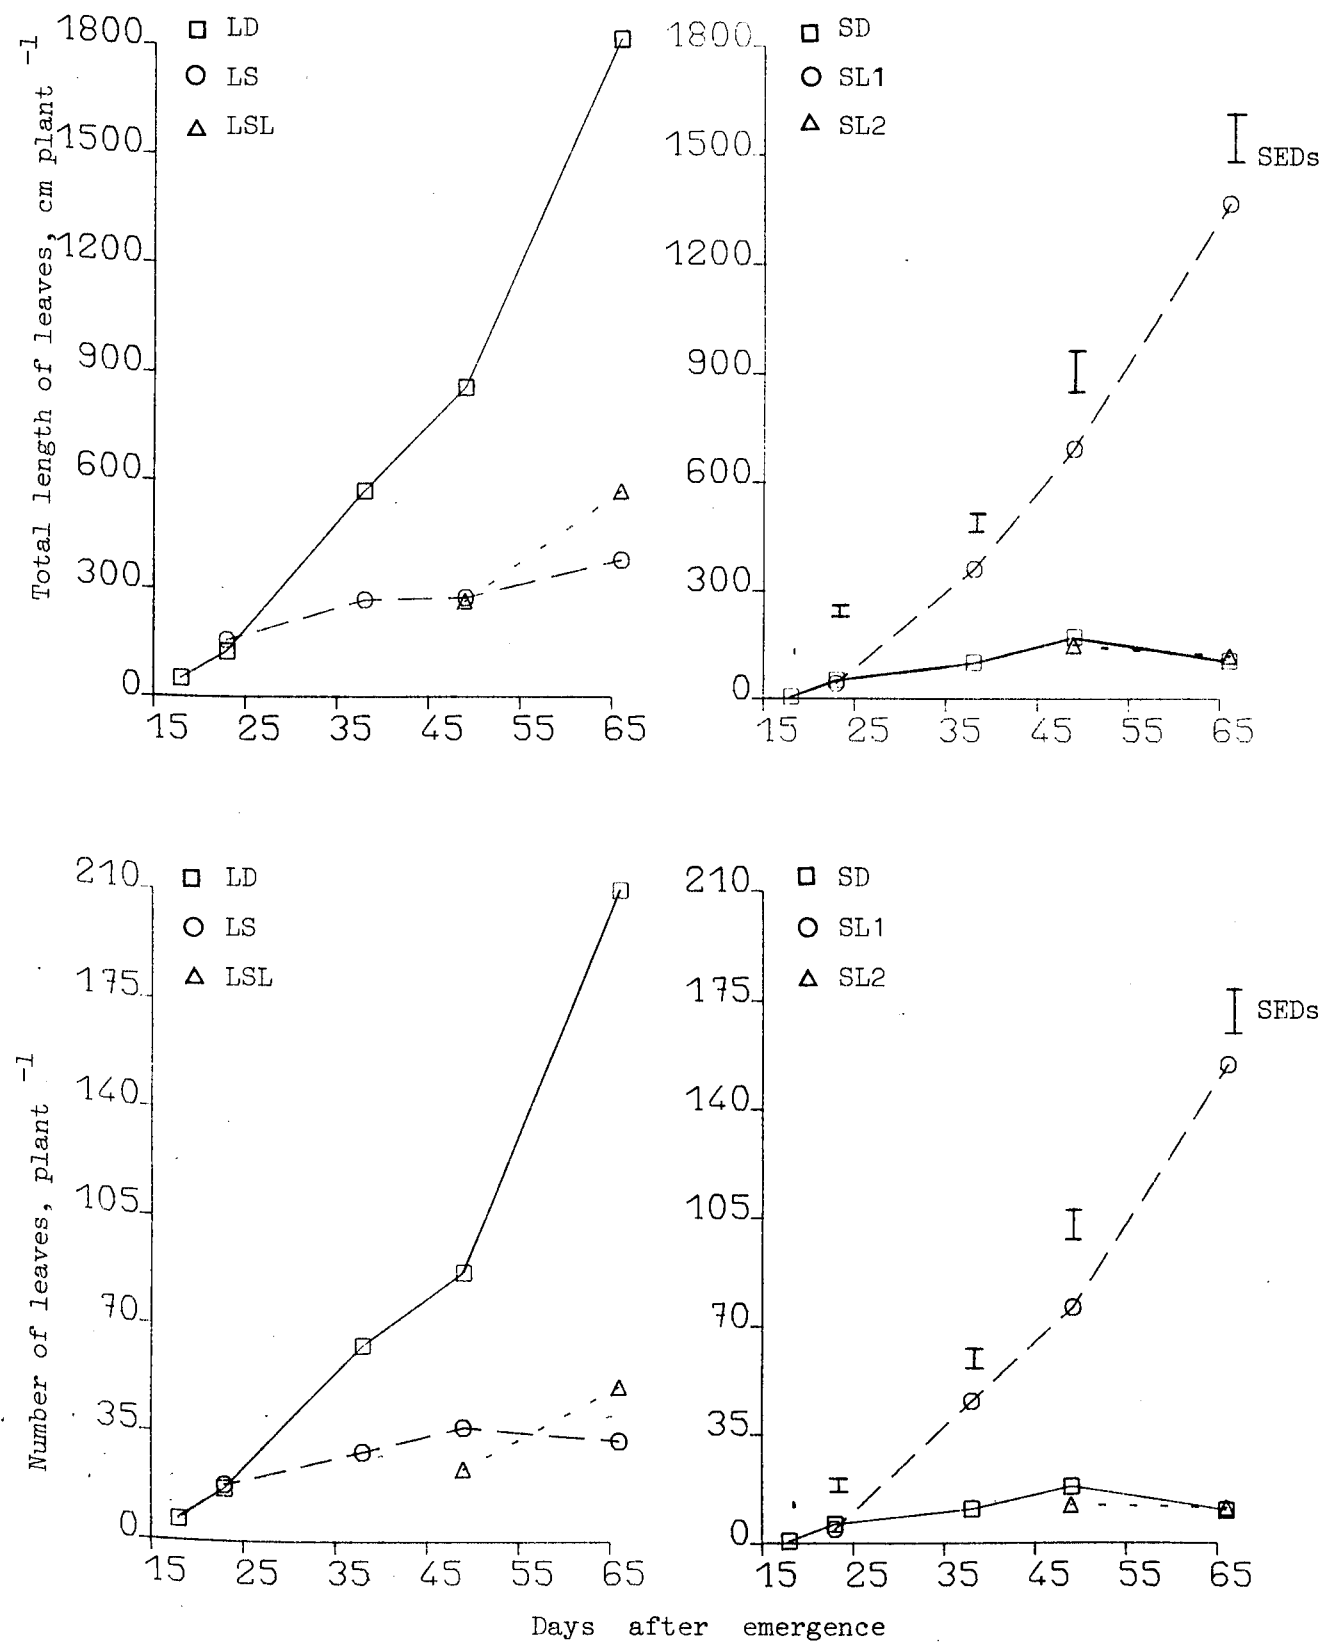 Total length of leaves, cm plant -1
1800
1500
1200
900
600
300
0
15 25 35 45 55 65
LD
LS
LSL
1800
1500
1200
900
600
300
0
15 25 35 45 55 65
SD
SL1
SL2
SEDs
Number of leaves, plant -1
210
175
140
105
70
35
0
15 25 35 45 55 65
LD
LS
LSL
210
175
140
105
70
35
0
15 25 35 45 55 65
SD
SL1
SL2
SEDs
Days after emergence